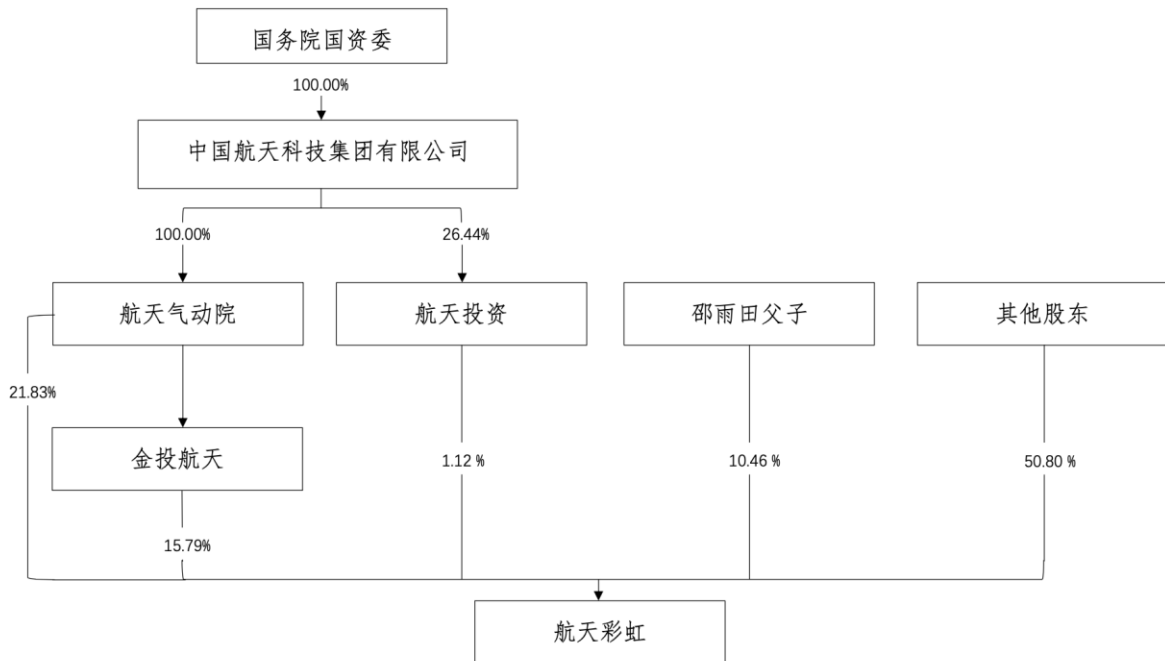 国务院国资委
100.00%
中国航天科技集团有限公司
100.00%
26.44%
航天气动院
航天投资
邵雨田父子
其他股东
21.83%
金投航天
1.12 %
10.46 %
50.80 %
15.79%
航天彩虹